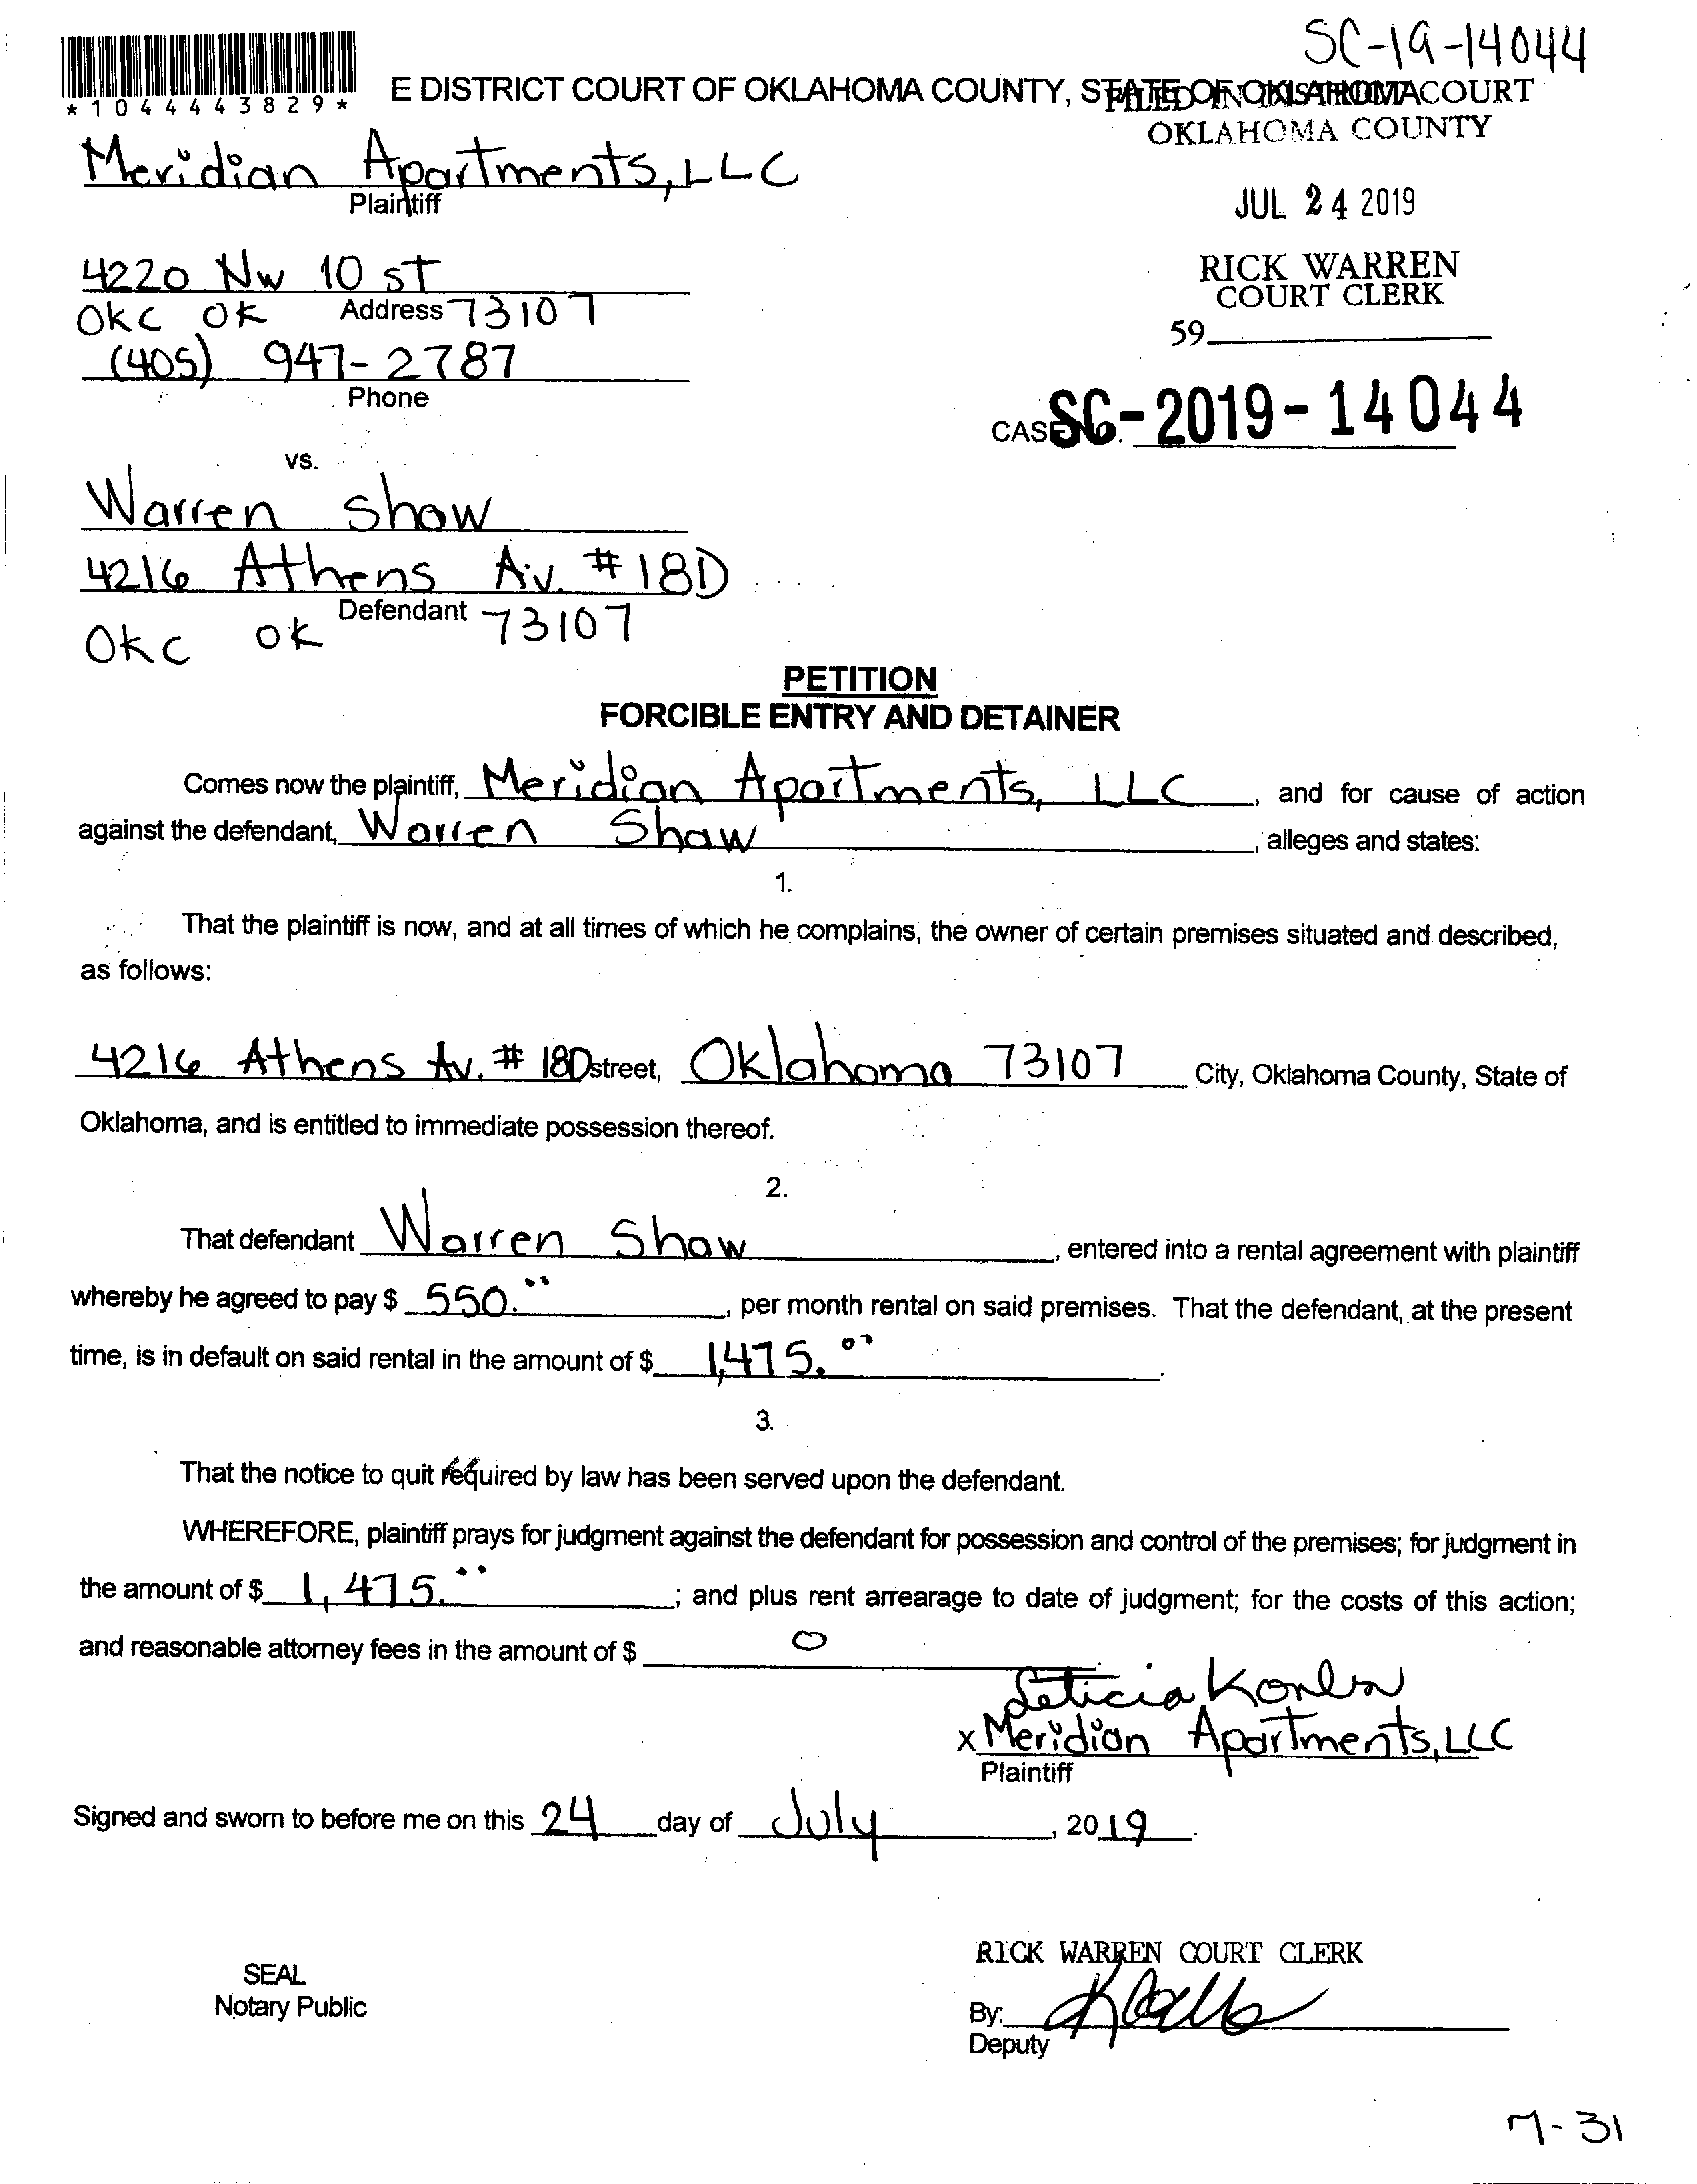 SC-19-14044
*1044443829*
E DISTRICT COURT OF OKLAHOMA COUNTY, STATE OF OKLAHOMA
FILED IN DISTRICT COURT
OKLAHOMA COUNTY
Meridian Apartments, LLC
Plaintiff
JUL 24 2019
4220 NW 10 st
RICK WARREN
COURT CLERK
OKC OK Address 73107
59
(405) 947-2787
Phone
CASE NO. SC-2019-14044
vs.
Warren Shaw
4216 Athens Av. #18D
Defendant
OKC OK 73107
PETITION
FORCIBLE ENTRY AND DETAINER
Comes now the plaintiff, Meridian Apartments, LLC, and for cause of action
against the defendant, Warren Shaw, alleges and states:
1.
That the plaintiff is now, and at all times of which he complains, the owner of certain premises situated and described,
as follows:
4216 Athens Av. # 18D street, Oklahoma 73107 City, Oklahoma County, State of
Oklahoma, and is entitled to immediate possession thereof.
2.
That defendant Warren Shaw, entered into a rental agreement with plaintiff
whereby he agreed to pay $ 550.00, per month rental on said premises. That the defendant, at the present
time, is in default on said rental in the amount of $ 1,475.00.
3.
That the notice to quit required by law has been served upon the defendant.
WHEREFORE, plaintiff prays for judgment against the defendant for possession and control of the premises; for judgment in
the amount of $ 1,475.00; and plus rent arrearage to date of judgment; for the costs of this action;
and reasonable attorney fees in the amount of $ 0
Leticia
x Meridian Apartments, LLC
Plaintiff
Signed and sworn to before me on this 24 day of July, 2019.
RICK WARREN COURT CLERK
SEAL
Notary Public
By:
Deputy
7-31